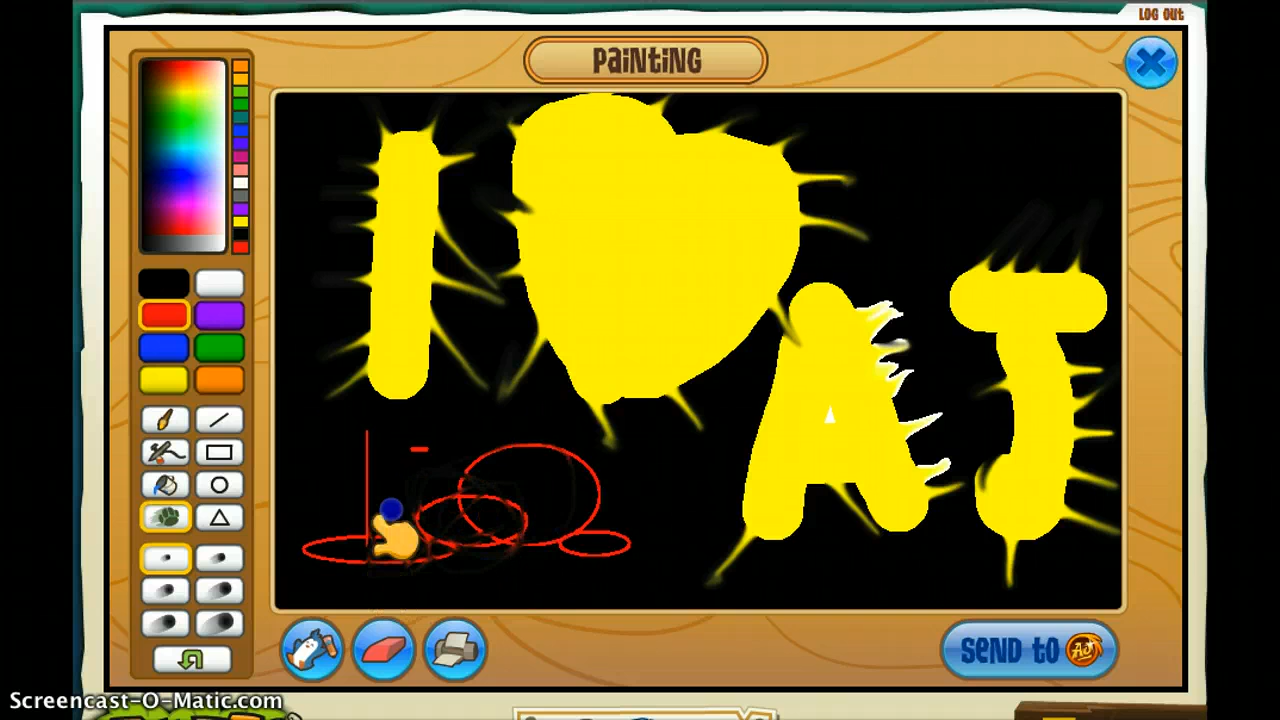 LOG OUT
PAINTING
I AJ
SEND TO AJ
Screencast-O-Matic.com